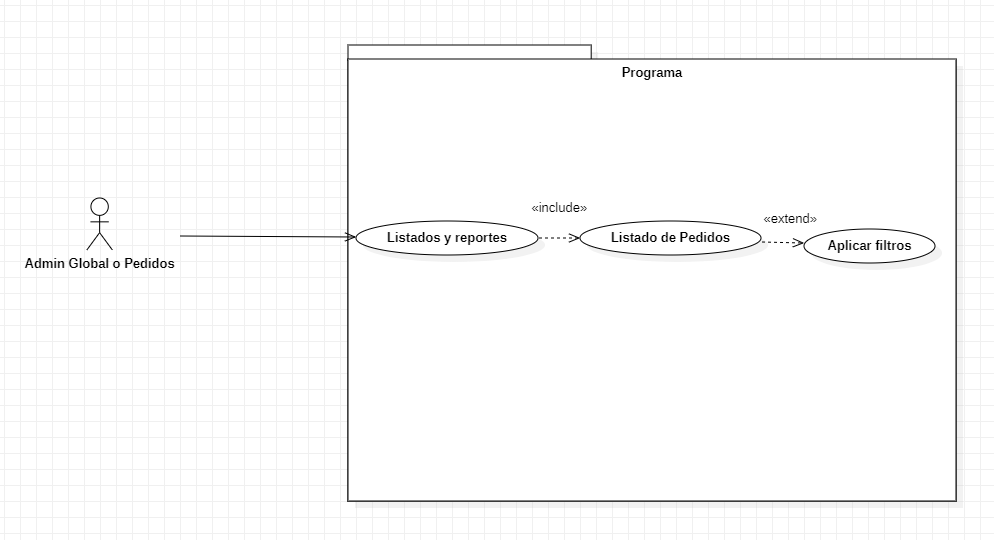 Programa
«include»
«extend»
Listados y reportes
Listado de Pedidos
Aplicar filtros
Admin Global o Pedidos